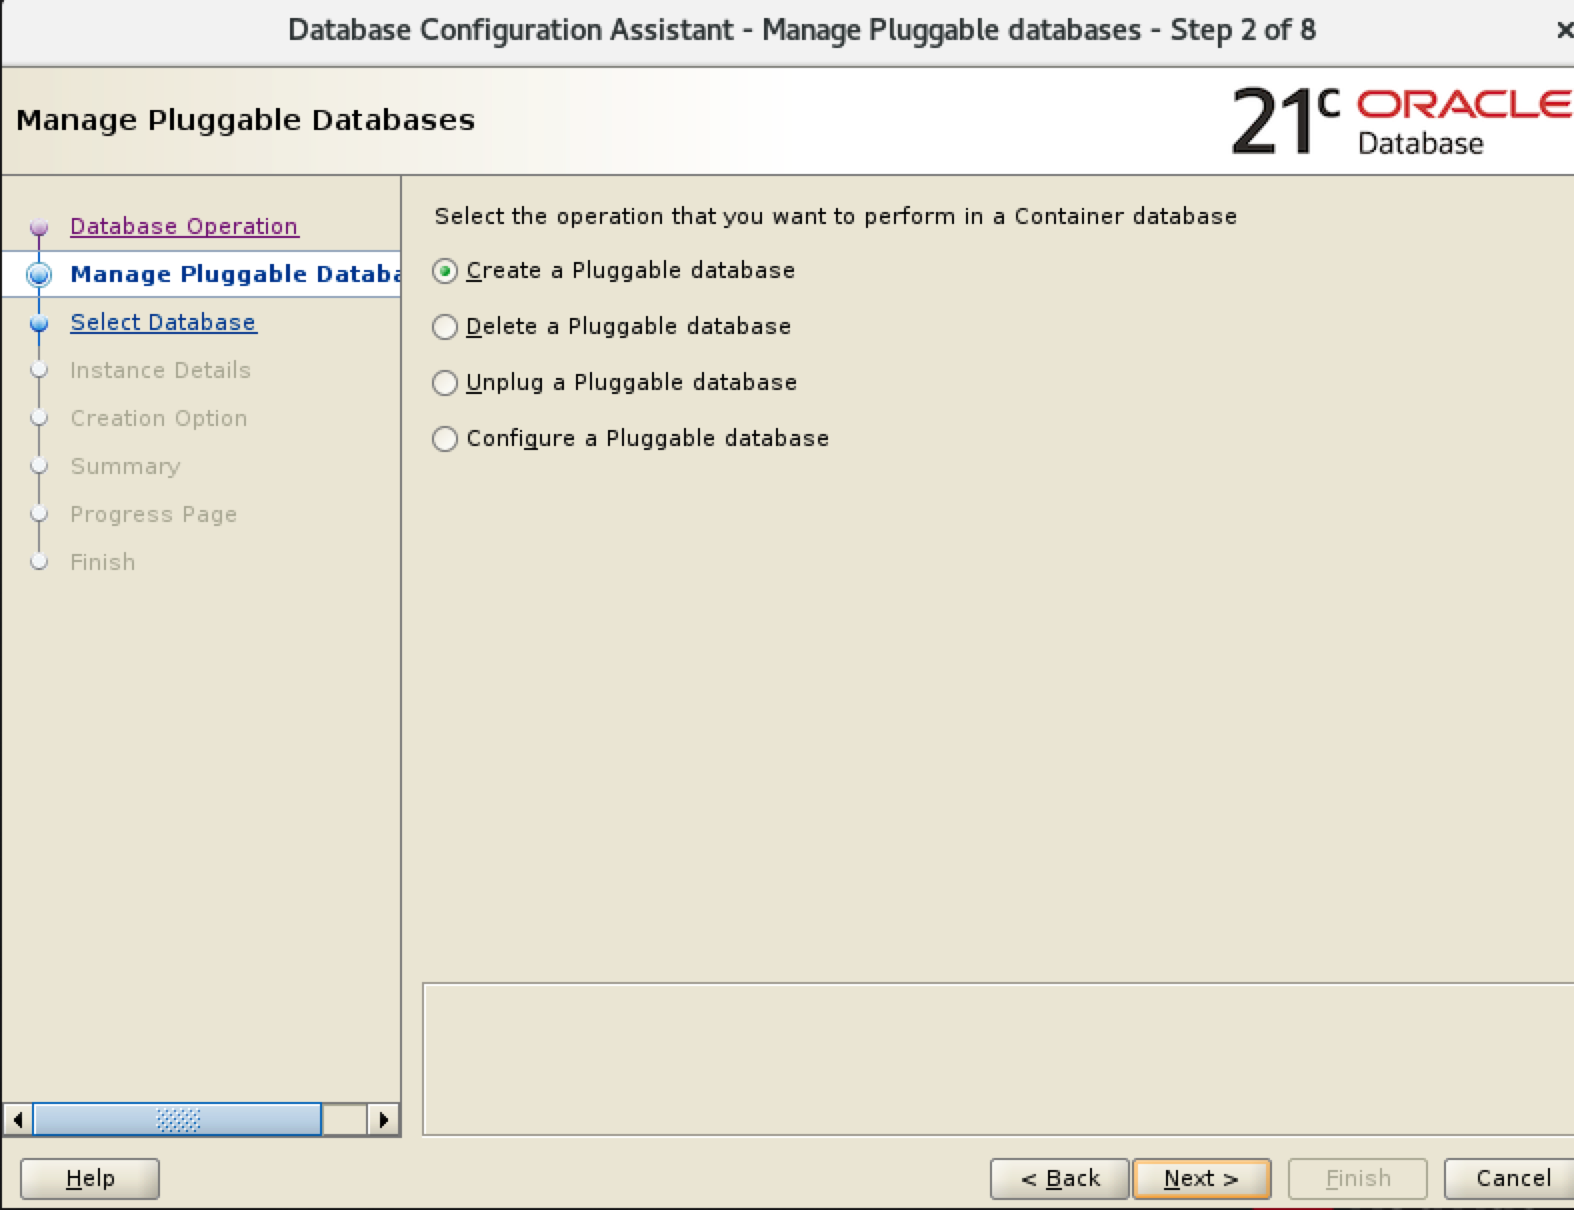 Database Configuration Assistant - Manage Pluggable databases - Step 2 of 8
Manage Pluggable Databases
21c ORACLE
Database
Database Operation
Manage Pluggable Databa
Select Database
Instance Details
Creation Option
Summary
Progress Page
Finish
Select the operation that you want to perform in a Container database
Create a Pluggable database
Delete a Pluggable database
Unplug a Pluggable database
Configure a Pluggable database
Help
< Back
Next >
Finish
Cancel